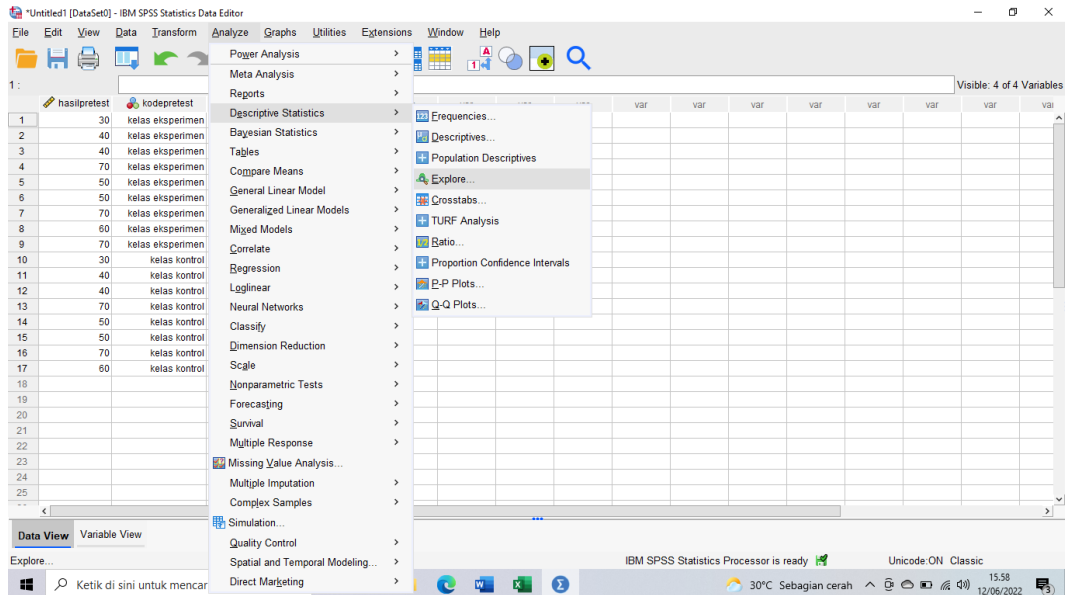 *Untitled1 [DataSet0] - IBM SPSS Statistics Data Editor
File Edit View Data Transform Analyze Graphs Utilities Extensions Window Help
1 :
Visible: 4 of 4 Variables
hasilpretest kodepretest var var var var var var var var
1 30 kelas eksperimen
2 40 kelas eksperimen
3 40 kelas eksperimen
4 70 kelas eksperimen
5 50 kelas eksperimen
6 50 kelas eksperimen
7 70 kelas eksperimen
8 60 kelas eksperimen
9 70 kelas eksperimen
10 30 kelas kontrol
11 40 kelas kontrol
12 40 kelas kontrol
13 70 kelas kontrol
14 50 kelas kontrol
15 50 kelas kontrol
16 70 kelas kontrol
17 60 kelas kontrol
18
19
20
21
22
23
24
25
Power Analysis
Meta Analysis
Reports
Descriptive Statistics
Bayesian Statistics
Tables
Compare Means
General Linear Model
Generalized Linear Models
Mixed Models
Correlate
Regression
Loglinear
Neural Networks
Classify
Dimension Reduction
Scale
Nonparametric Tests
Forecasting
Survival
Multiple Response
Missing Value Analysis...
Multiple Imputation
Complex Samples
Simulation...
Quality Control
Spatial and Temporal Modeling...
Direct Marketing
Frequencies...
Descriptives...
Population Descriptives
Explore...
Crosstabs...
TURF Analysis
Ratio...
Proportion Confidence Intervals
P-P Plots...
Q-Q Plots...
Data View Variable View
Explore...
IBM SPSS Statistics Processor is ready
Unicode:ON Classic
Ketik di sini untuk mencar
30°C Sebagian cerah
15.58
12/06/2022